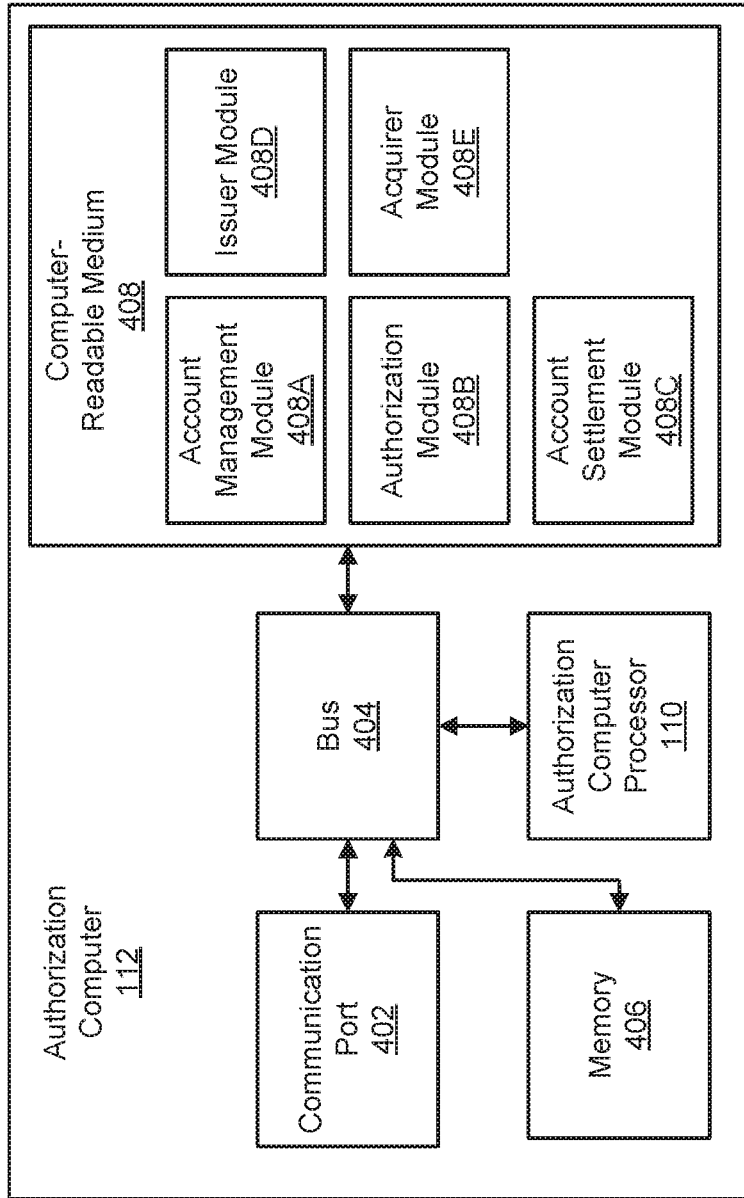 Authorization
Computer
112
Communication
Port
402
Memory
406
Bus
404
Authorization
Computer
Processor
110
Computer-
Readable Medium
408
Account
Management
Module
408A
Issuer Module
408D
Authorization
Module
408B
Acquirer
Module
408E
Account
Settlement
Module
408C